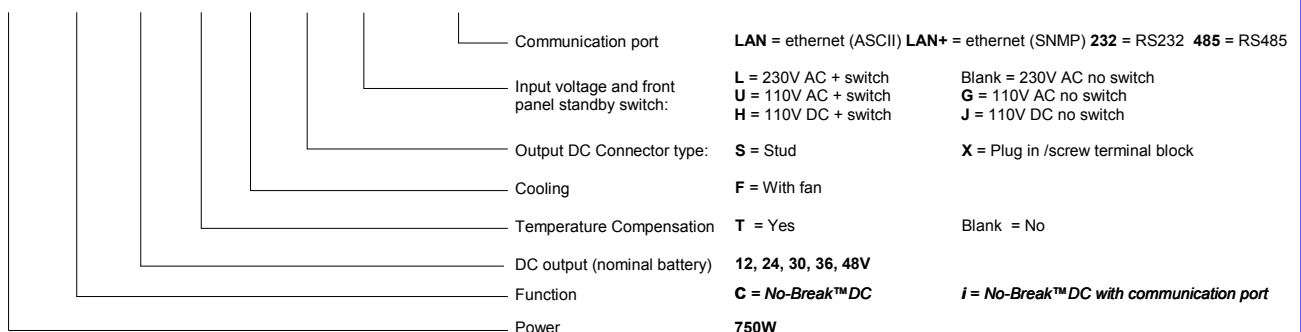 Communication port LAN = ethernet (ASCII) LAN+ = ethernet (SNMP) 232 = RS232 485 = RS485
Input voltage and front panel standby switch:
L = 230V AC + switch Blank = 230V AC no switch
U = 110V AC + switch G = 110V AC no switch
H = 110V DC + switch J = 110V DC no switch
Output DC Connector type: S = Stud X = Plug in /screw terminal block
Cooling F = With fan
Temperature Compensation T = Yes Blank = No
DC output (nominal battery) 12, 24, 30, 36, 48V
Function C = No-Break™DC i = No-Break™DC with communication port
Power 750W